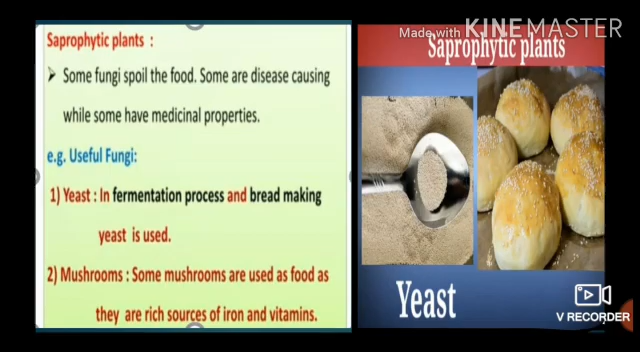 Saprophytic plants :
➤ Some fungi spoil the food. Some are disease causing
while some have medicinal properties.
e.g. Useful Fungi:
1) Yeast : In fermentation process and bread making
yeast is used.
2) Mushrooms : Some mushrooms are used as food as
they are rich sources of iron and vitamins.
Made with KINEMASTER
Saprophytic plants
Yeast
V RECORDER